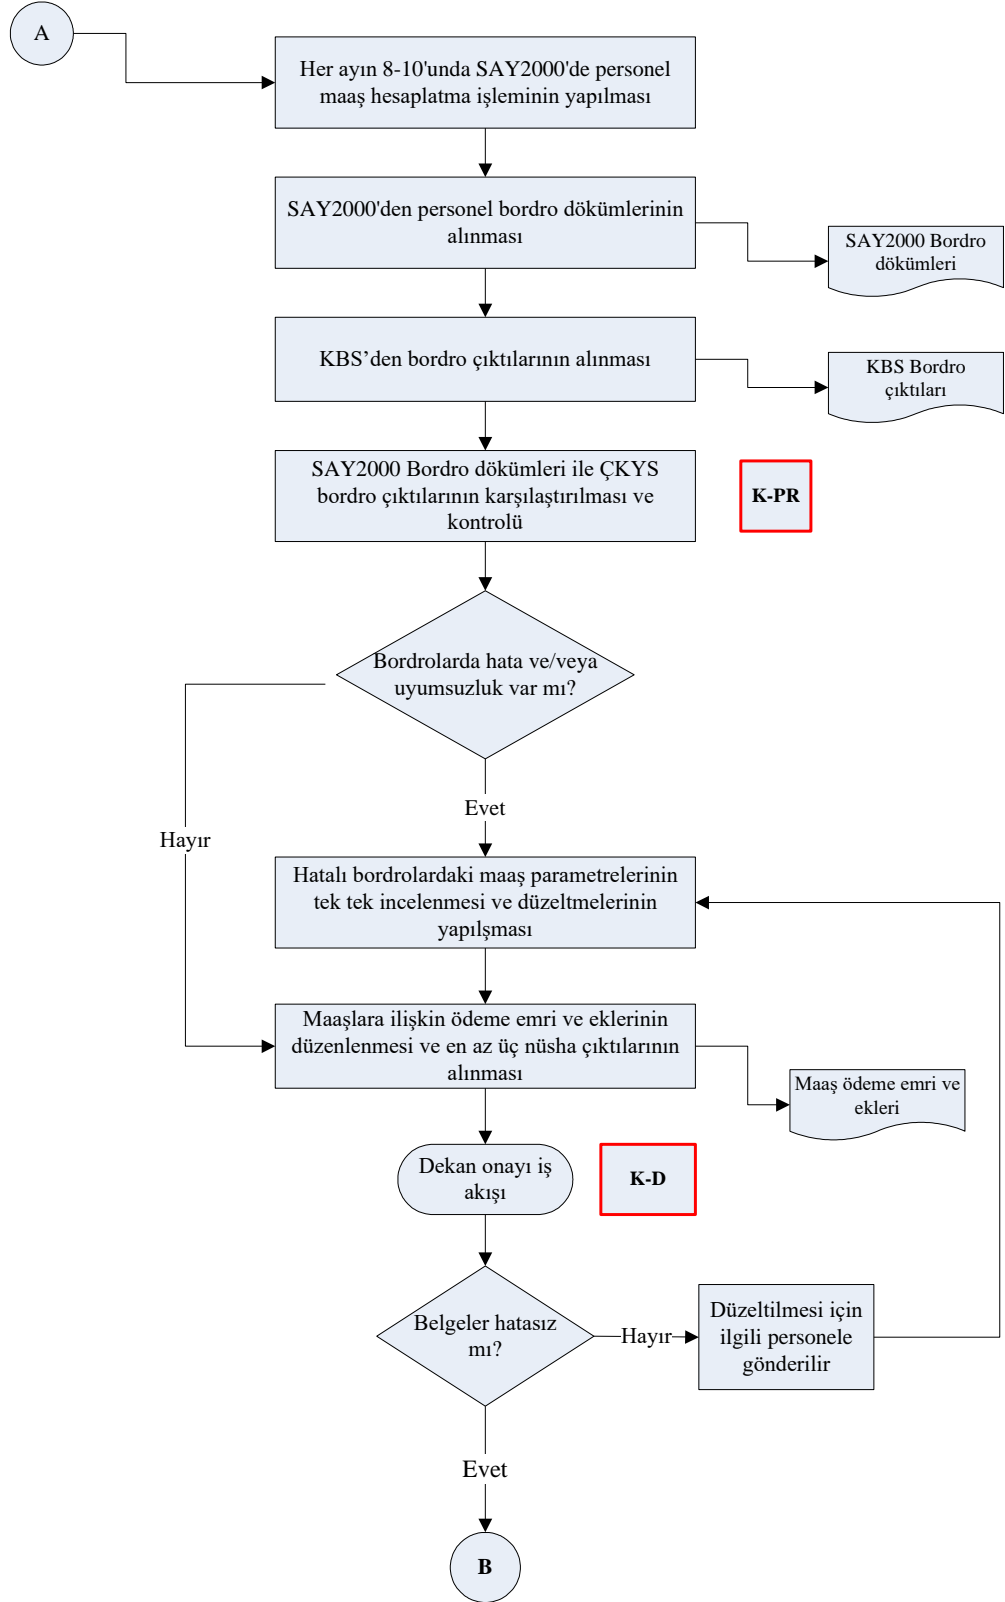 A
Her ayın 8-10'unda SAY2000'de personel
maaş hesaplatma işleminin yapılması
SAY2000'den personel bordro dökümlerinin
alınması
SAY2000 Bordro
dökümleri
KBS’den bordro çıktılarının alınması
KBS Bordro
çıktıları
SAY2000 Bordro dökümleri ile ÇKYS
bordro çıktılarının karşılaştırılması ve
kontrolü
K-PR
Bordrolarda hata ve/veya
uyumsuzluk var mı?
Evet
Hayır
Hatalı bordrolardaki maaş parametrelerinin
tek tek incelenmesi ve düzeltmelerinin
yapılşması
Maaşlara ilişkin ödeme emri ve eklerinin
düzenlenmesi ve en az üç nüsha çıktılarının
alınması
Maaş ödeme emri ve
ekleri
Dekan onayı iş
akışı
K-D
Belgeler hatasız
mı?
Hayır
Düzeltilmesi için
ilgili personele
gönderilir
Evet
B